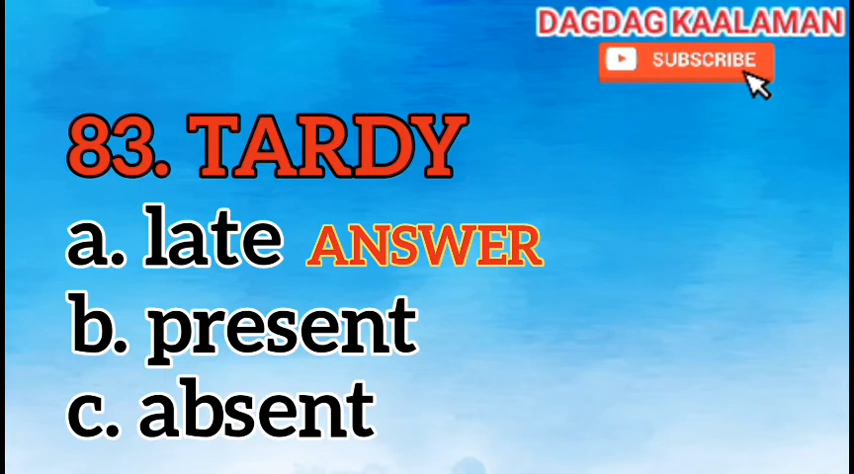 DAGDAG KAALAMAN
SUBSCRIBE
83. TARDY
a. late ANSWER
b. present
c. absent